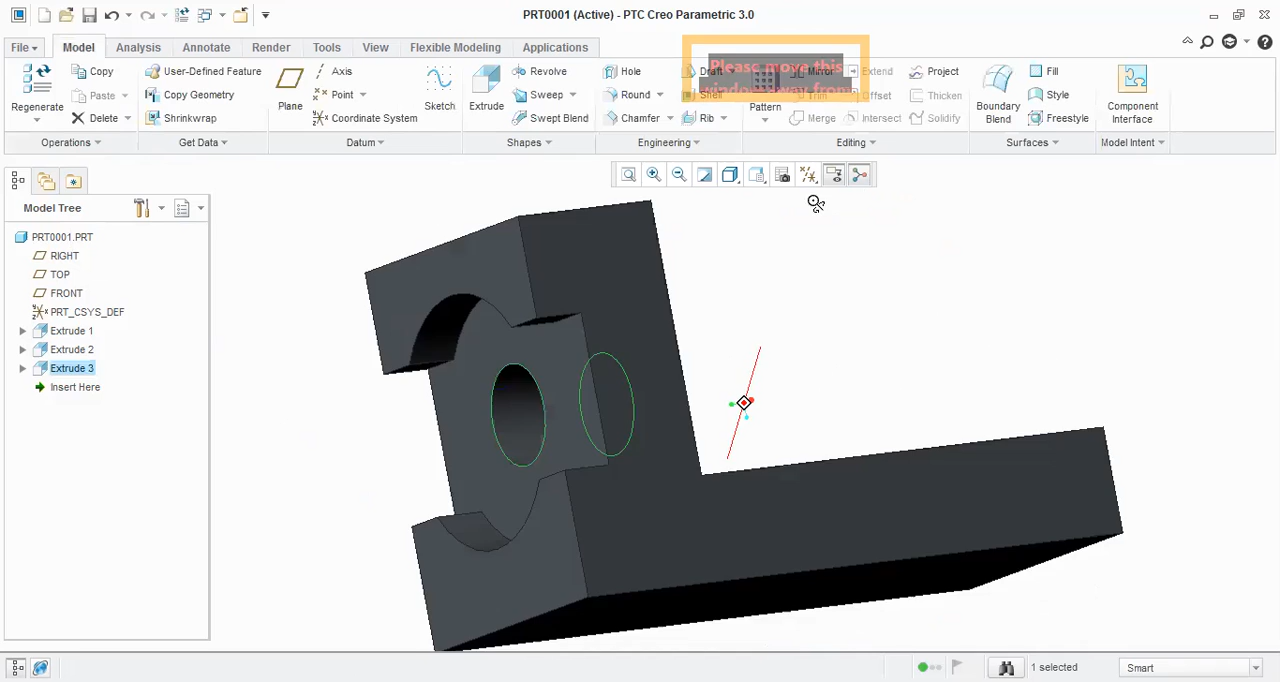 PRT0001 (Active) - PTC Creo Parametric 3.0
File Model Analysis Annotate Render Tools View Flexible Modeling Applications
Please move this
Regenerate
Copy
Paste
Delete
Operations
User-Defined Feature
Copy Geometry
Shrinkwrap
Get Data
Plane
Axis
Point
Coordinate System
Datum
Sketch
Extrude
Revolve
Sweep
Swept Blend
Shapes
Hole
Round
Chamfer
Draft
Shell
Rib
Engineering
Pattern
Mirror
Trim
Merge
Extend
Offset
Intersect
Project
Thicken
Solidify
Editing
Boundary
Blend
Fill
Style
Freestyle
Surfaces
Component
Interface
Model Intent
Model Tree
PRT0001.PRT
RIGHT
TOP
FRONT
PRT_CSYS_DEF
Extrude 1
Extrude 2
Extrude 3
Insert Here
1 selected
Smart